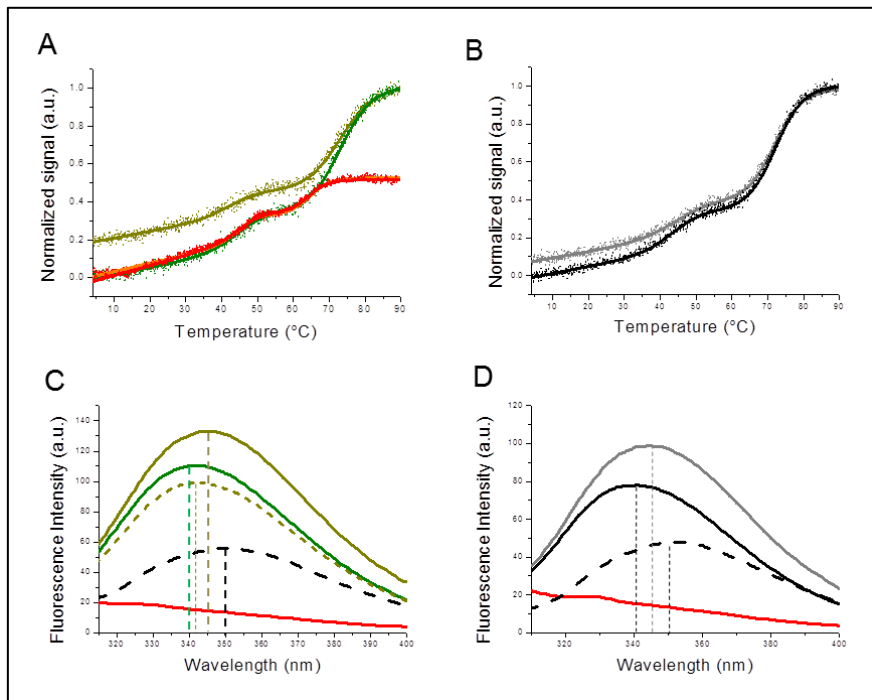 A
Normalized signal (a.u.)
1.0
0.8
0.6
0.4
0.2
0.0
10 20 30 40 50 60 70 80 90
Temperature (°C)
B
Normalized signal (a.u.)
1.0
0.8
0.6
0.4
0.2
0.0
10 20 30 40 50 60 70 80 90
Temperature (°C)
C
Fluorescence Intensity (a.u.)
140
120
100
80
60
40
20
0
320 330 340 350 360 370 380 390 400
Wavelength (nm)
D
Fluorescence Intensity (a.u.)
120
100
80
60
40
20
0
320 340 360 380 400
Wavelength (nm)